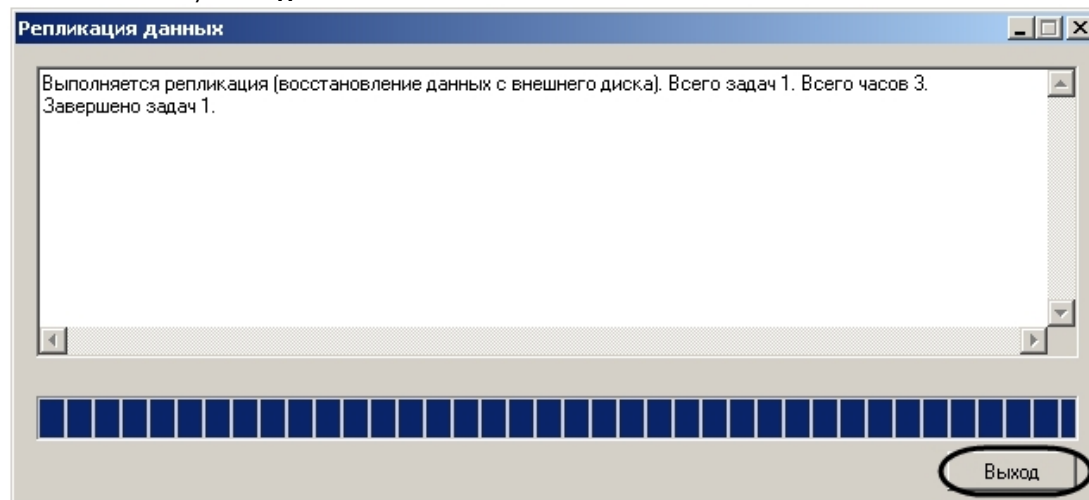 Репликация данных
Выполняется репликация (восстановление данных с внешнего диска). Всего задач 1. Всего часов 3.
Завершено задач 1.
Выход